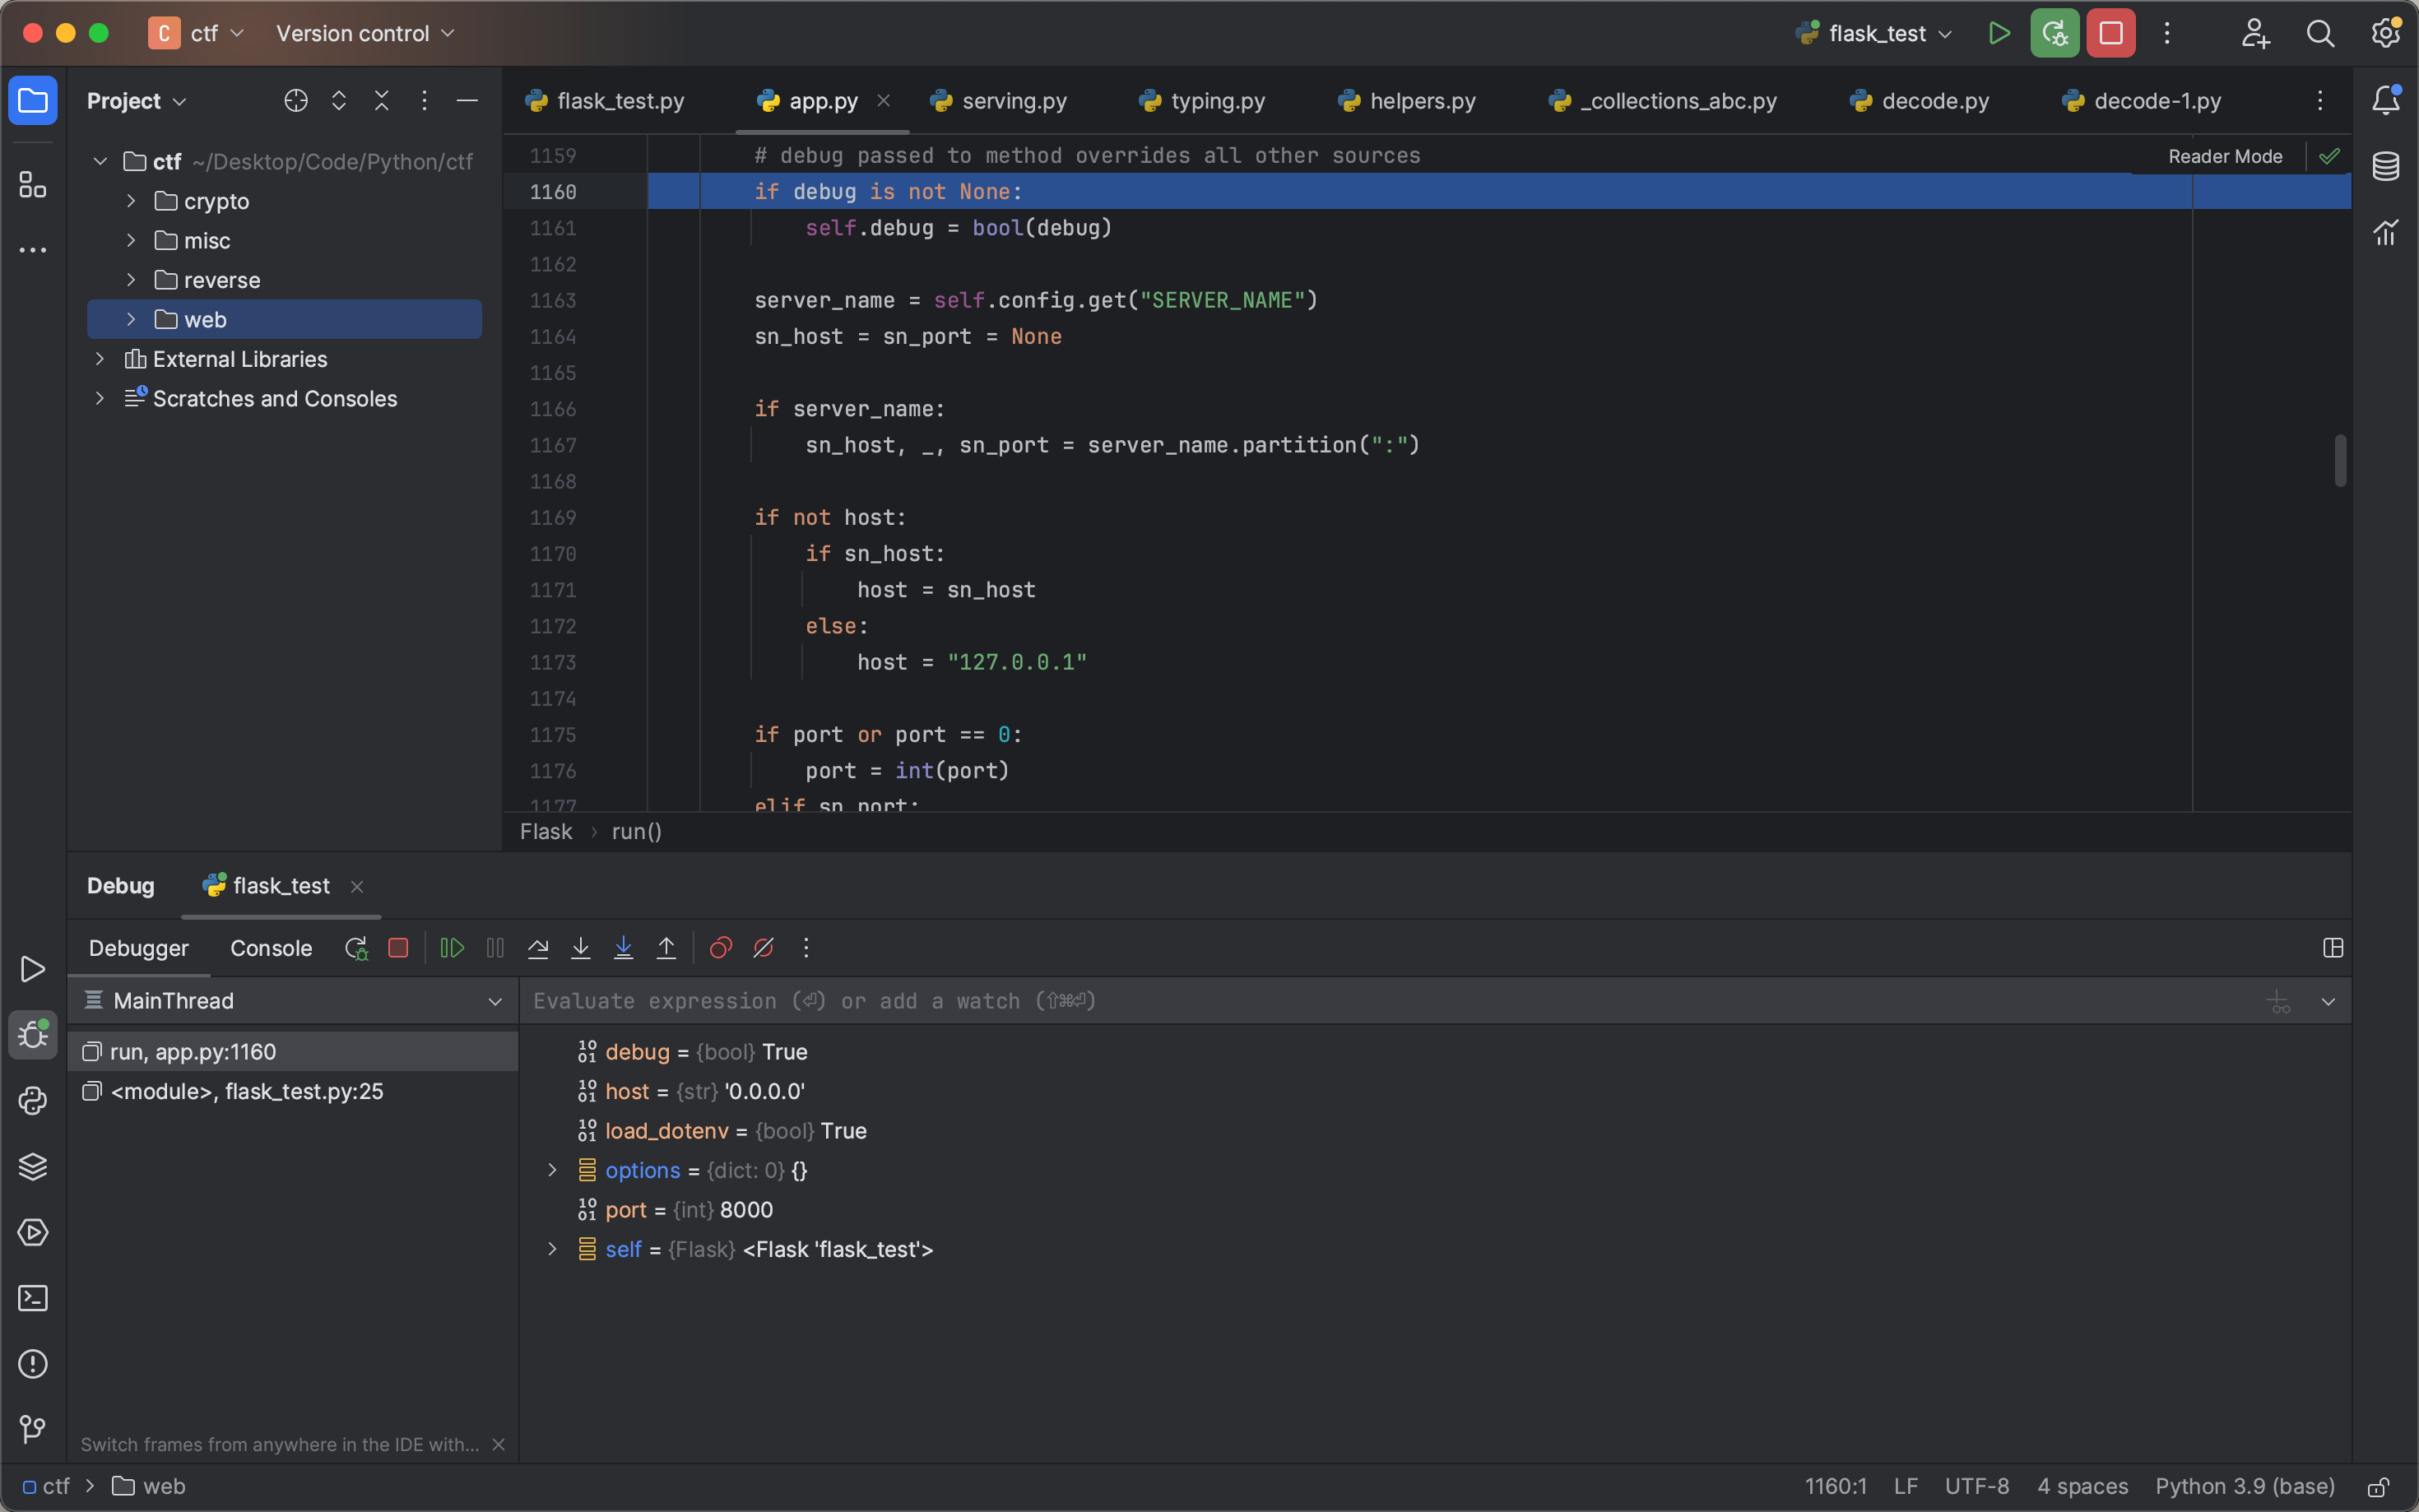 C ctf Version control flask_test
Project
flask_test.py app.py serving.py typing.py helpers.py _collections_abc.py decode.py decode-1.py
ctf ~/Desktop/Code/Python/ctf
crypto
misc
reverse
web
External Libraries
Scratches and Consoles
Reader Mode
1159 # debug passed to method overrides all other sources
1160 if debug is not None:
1161 self.debug = bool(debug)
1162
1163 server_name = self.config.get("SERVER_NAME")
1164 sn_host = sn_port = None
1165
1166 if server_name:
1167 sn_host, _, sn_port = server_name.partition(":")
1168
1169 if not host:
1170 if sn_host:
1171 host = sn_host
1172 else:
1173 host = "127.0.0.1"
1174
1175 if port or port == 0:
1176 port = int(port)
1177 elif sn_port:
Flask › run()
Debug flask_test
Debugger Console
MainThread
run, app.py:1160
<module>, flask_test.py:25
Evaluate expression (⏎) or add a watch (⇧⌘⏎)
debug = {bool} True
host = {str} '0.0.0.0'
load_dotenv = {bool} True
options = {dict: 0} {}
port = {int} 8000
self = {Flask} <Flask 'flask_test'>
Switch frames from anywhere in the IDE with...
ctf > web
1160:1 LF UTF-8 4 spaces Python 3.9 (base)